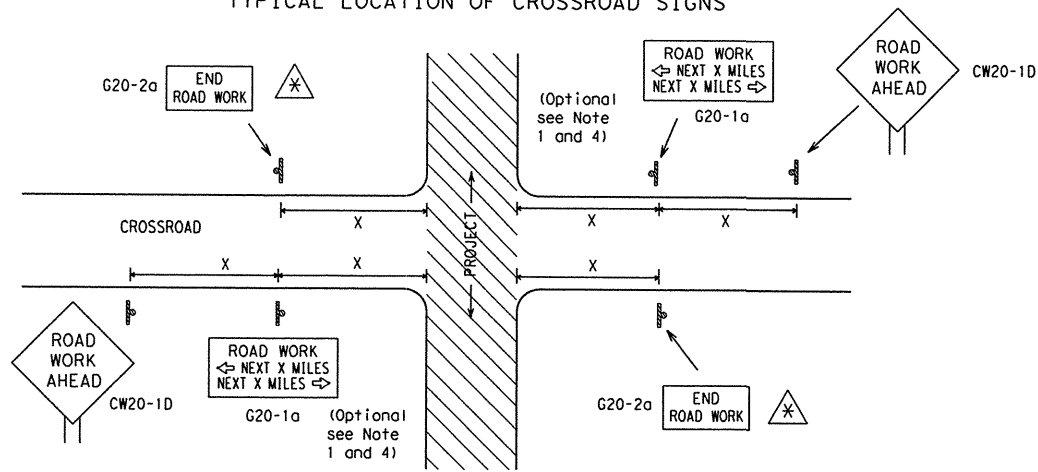 TYPICAL LOCATION OF CROSSROAD SIGNS
G20-2a
END
ROAD WORK
*
(Optional
see Note
1 and 4)
ROAD WORK
⇦ NEXT X MILES
NEXT X MILES ⇨
G20-1a
ROAD
WORK
AHEAD
CW20-1D
X
X
X
CROSSROAD
PROJECT
X
X
X
ROAD
WORK
AHEAD
CW20-1D
ROAD WORK
⇦ NEXT X MILES
NEXT X MILES ⇨
G20-1a
(Optional
see Note
1 and 4)
G20-2a
END
ROAD WORK
*